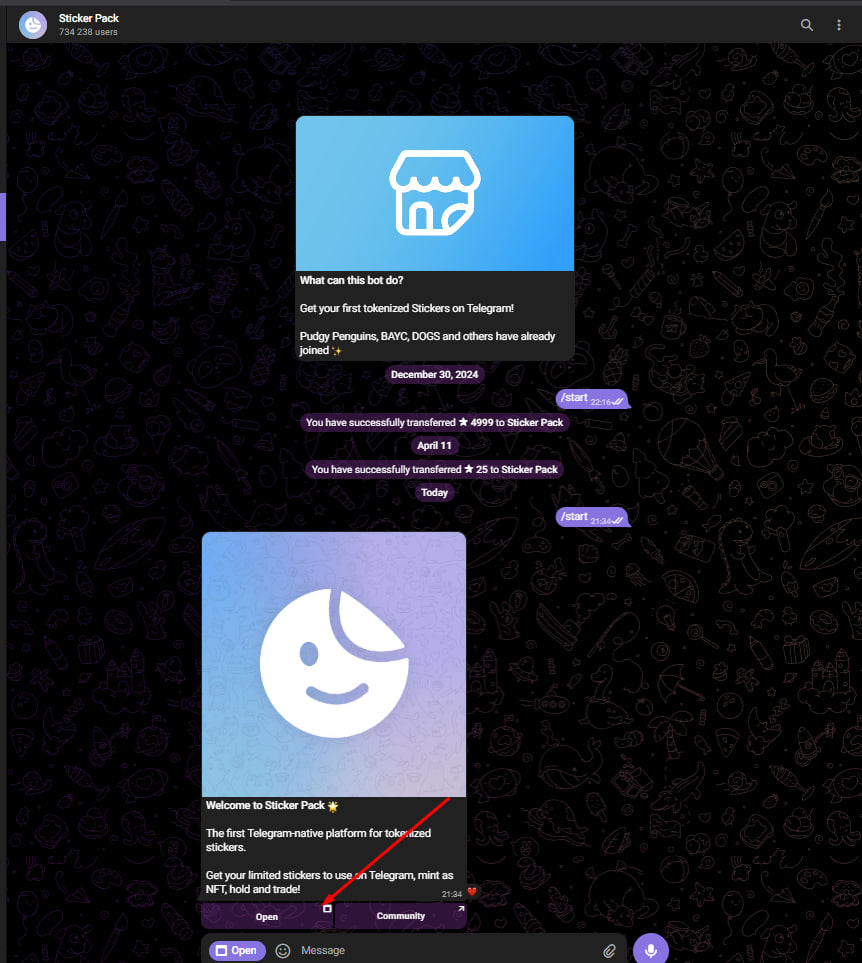 Sticker Pack
734 238 users
What can this bot do?
Get your first tokenized Stickers on Telegram!
Pudgy Penguins, BAYC, DOGS and others have already
joined ✨
December 30, 2024
/start 22:16
You have successfully transferred ★ 4999 to Sticker Pack
April 11
You have successfully transferred ★ 25 to Sticker Pack
Today
/start 21:34
Welcome to Sticker Pack 🌟
The first Telegram-native platform for tokenized
stickers.
Get your limited stickers to use on Telegram, mint as
NFT, hold and trade!
21:34 ❤️
Open
Community
Open
Message